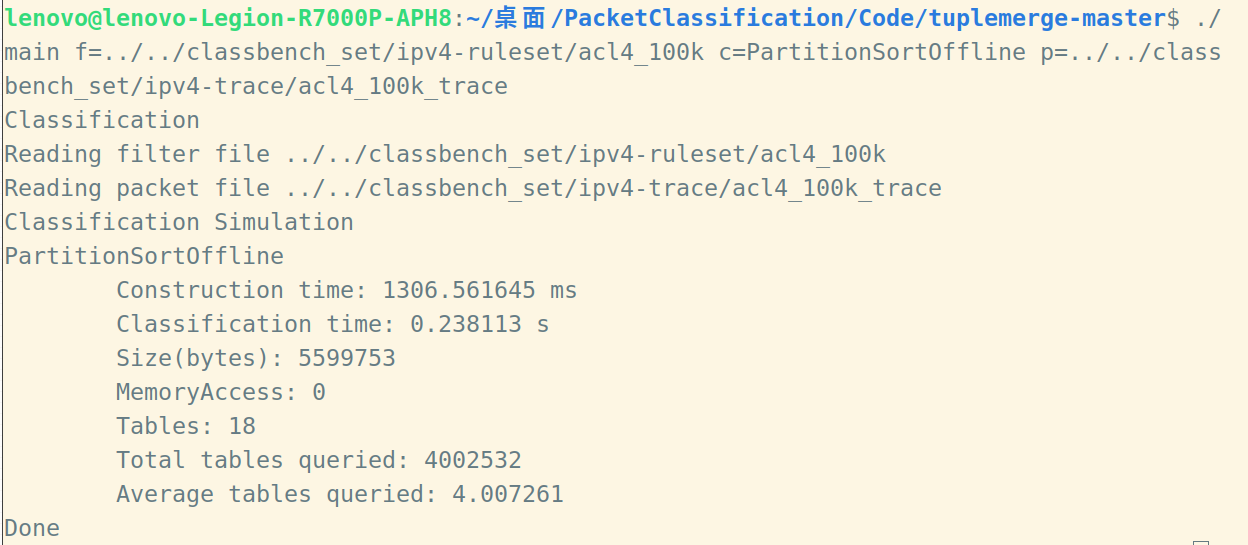 lenovo@lenovo-Legion-R7000P-APH8:~/桌面/PacketClassification/Code/tuplemerge-master$ ./
main f=../../classbench_set/ipv4-ruleset/acl4_100k c=PartitionSortOffline p=../../class
bench_set/ipv4-trace/acl4_100k_trace
Classification
Reading filter file ../../classbench_set/ipv4-ruleset/acl4_100k
Reading packet file ../../classbench_set/ipv4-trace/acl4_100k_trace
Classification Simulation
PartitionSortOffline
Construction time: 1306.561645 ms
Classification time: 0.238113 s
Size(bytes): 5599753
MemoryAccess: 0
Tables: 18
Total tables queried: 4002532
Average tables queried: 4.007261
Done